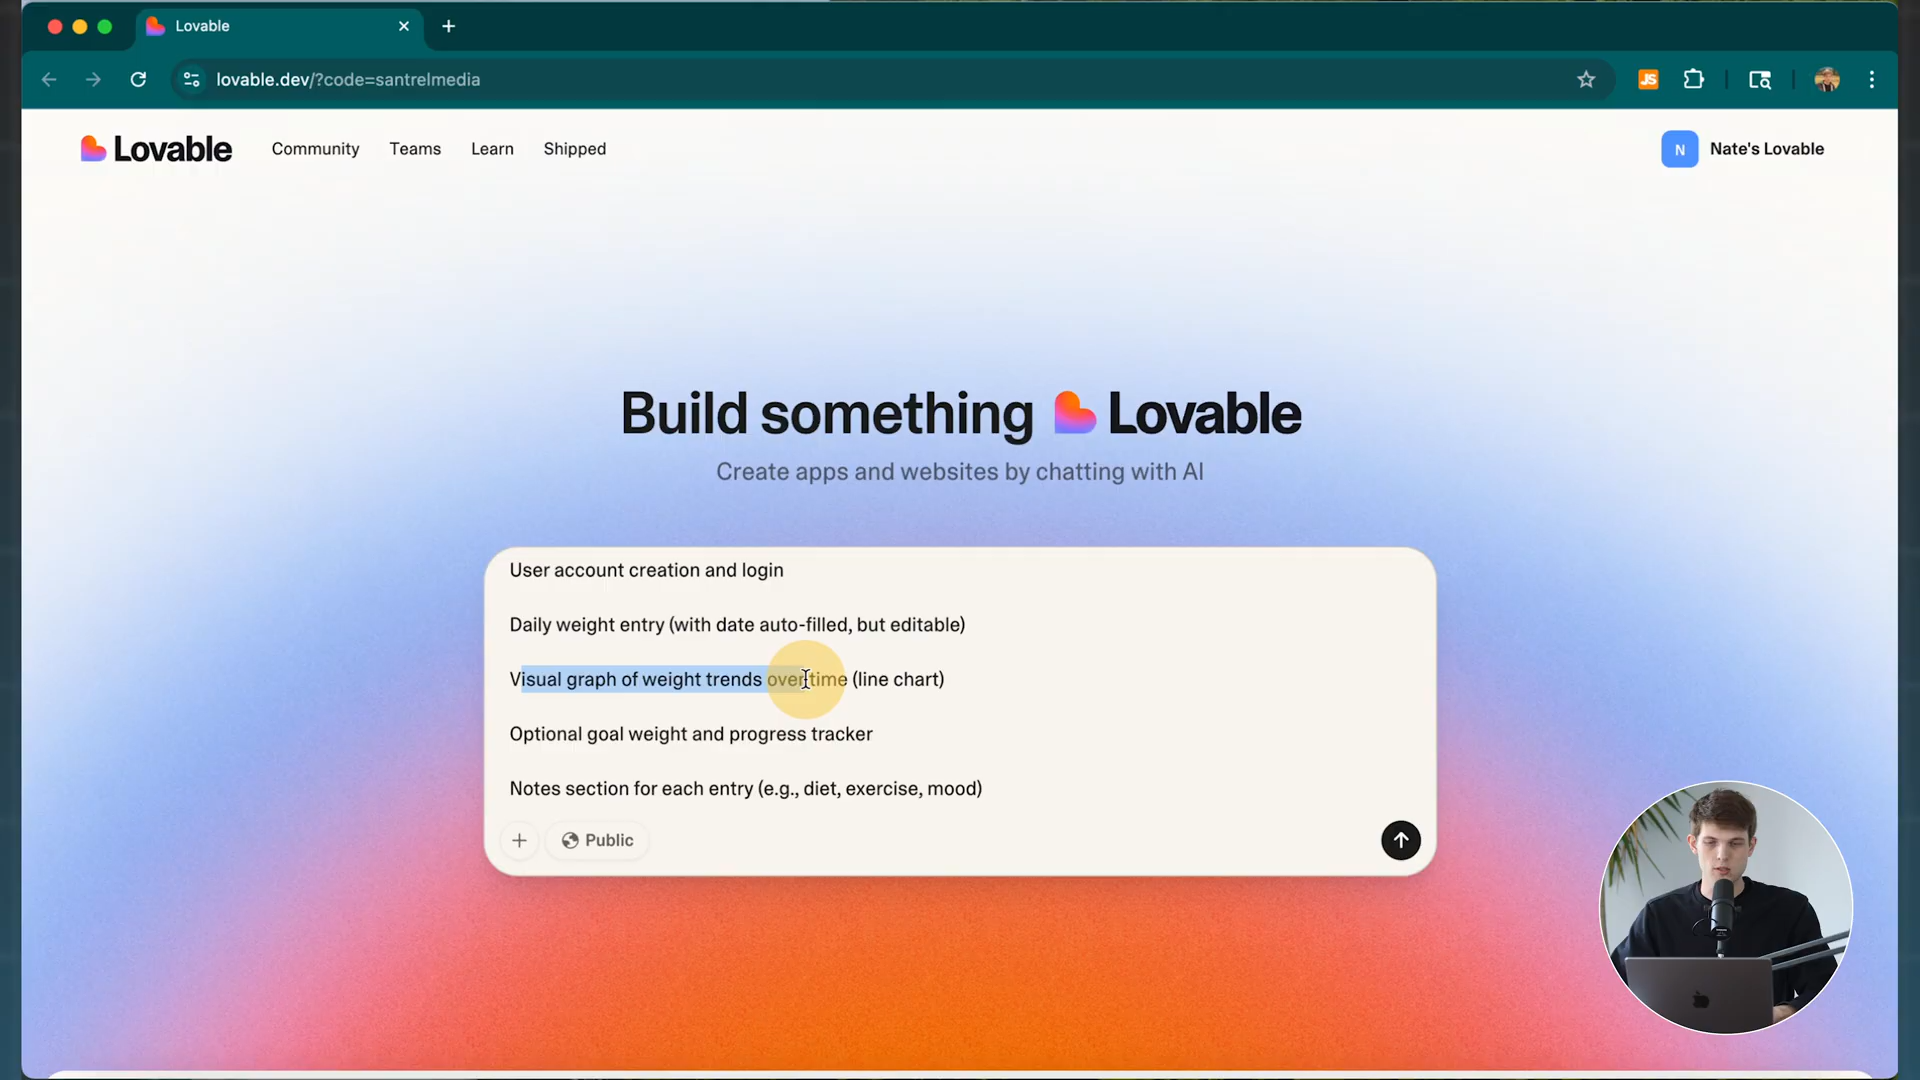 Lovable
lovable.dev/?code=santrelmedia
JS
Lovable
Community
Teams
Learn
Shipped
N
Nate's Lovable
Build something Lovable
Create apps and websites by chatting with AI
User account creation and login
Daily weight entry (with date auto-filled, but editable)
Visual graph of weight trends over time (line chart)
Optional goal weight and progress tracker
Notes section for each entry (e.g., diet, exercise, mood)
Public